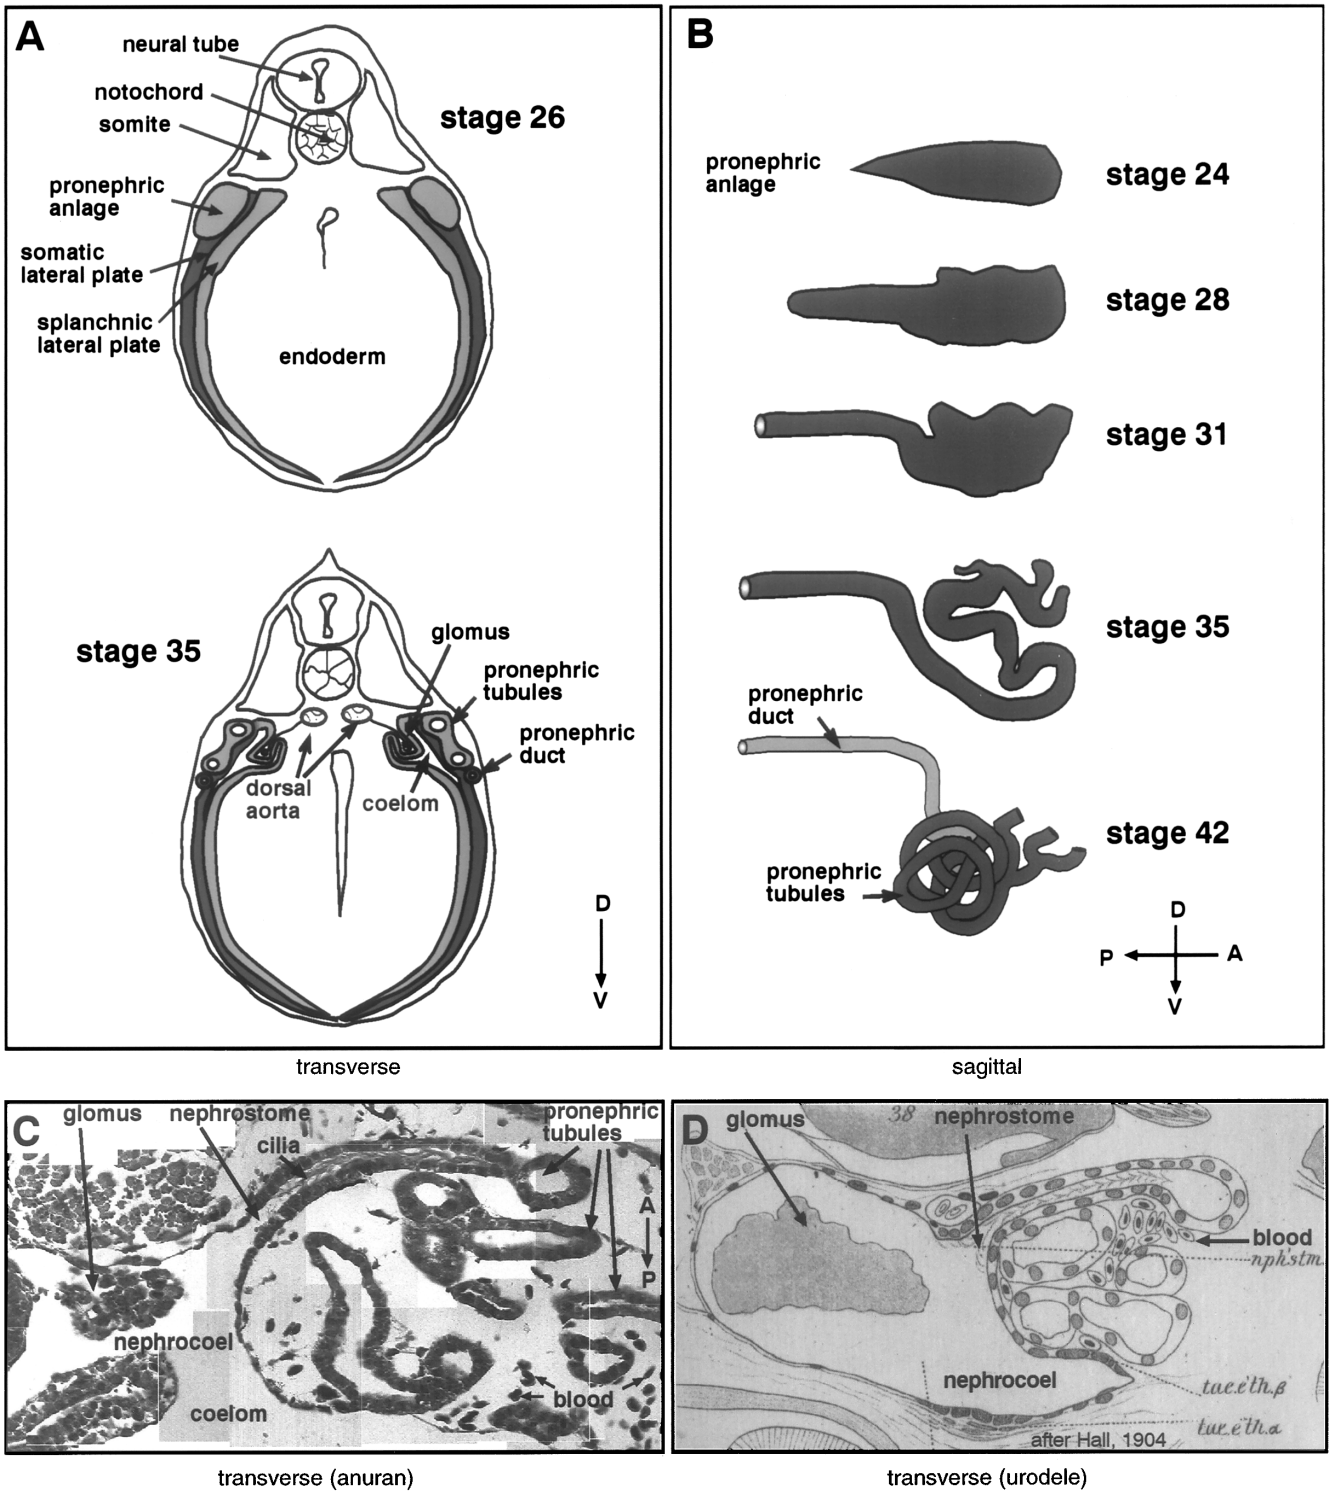 A
neural tube
notochord
somite
stage 26
pronephric
anlage
somatic
lateral plate
splanchnic
lateral plate
endoderm
stage 35
glomus
pronephric
tubules
pronephric
duct
dorsal
aorta
coelom
D
V
transverse
B
pronephric
anlage
stage 24
stage 28
stage 31
stage 35
pronephric
duct
stage 42
pronephric
tubules
D
P A
V
sagittal
C
glomus
nephrostome
cilia
pronephric
tubules
A
P
nephrocoel
coelom
blood
transverse (anuran)
D
glomus
38
nephrostome
blood
nph'stm.
nephrocoel
after Hall, 1904
transverse (urodele)